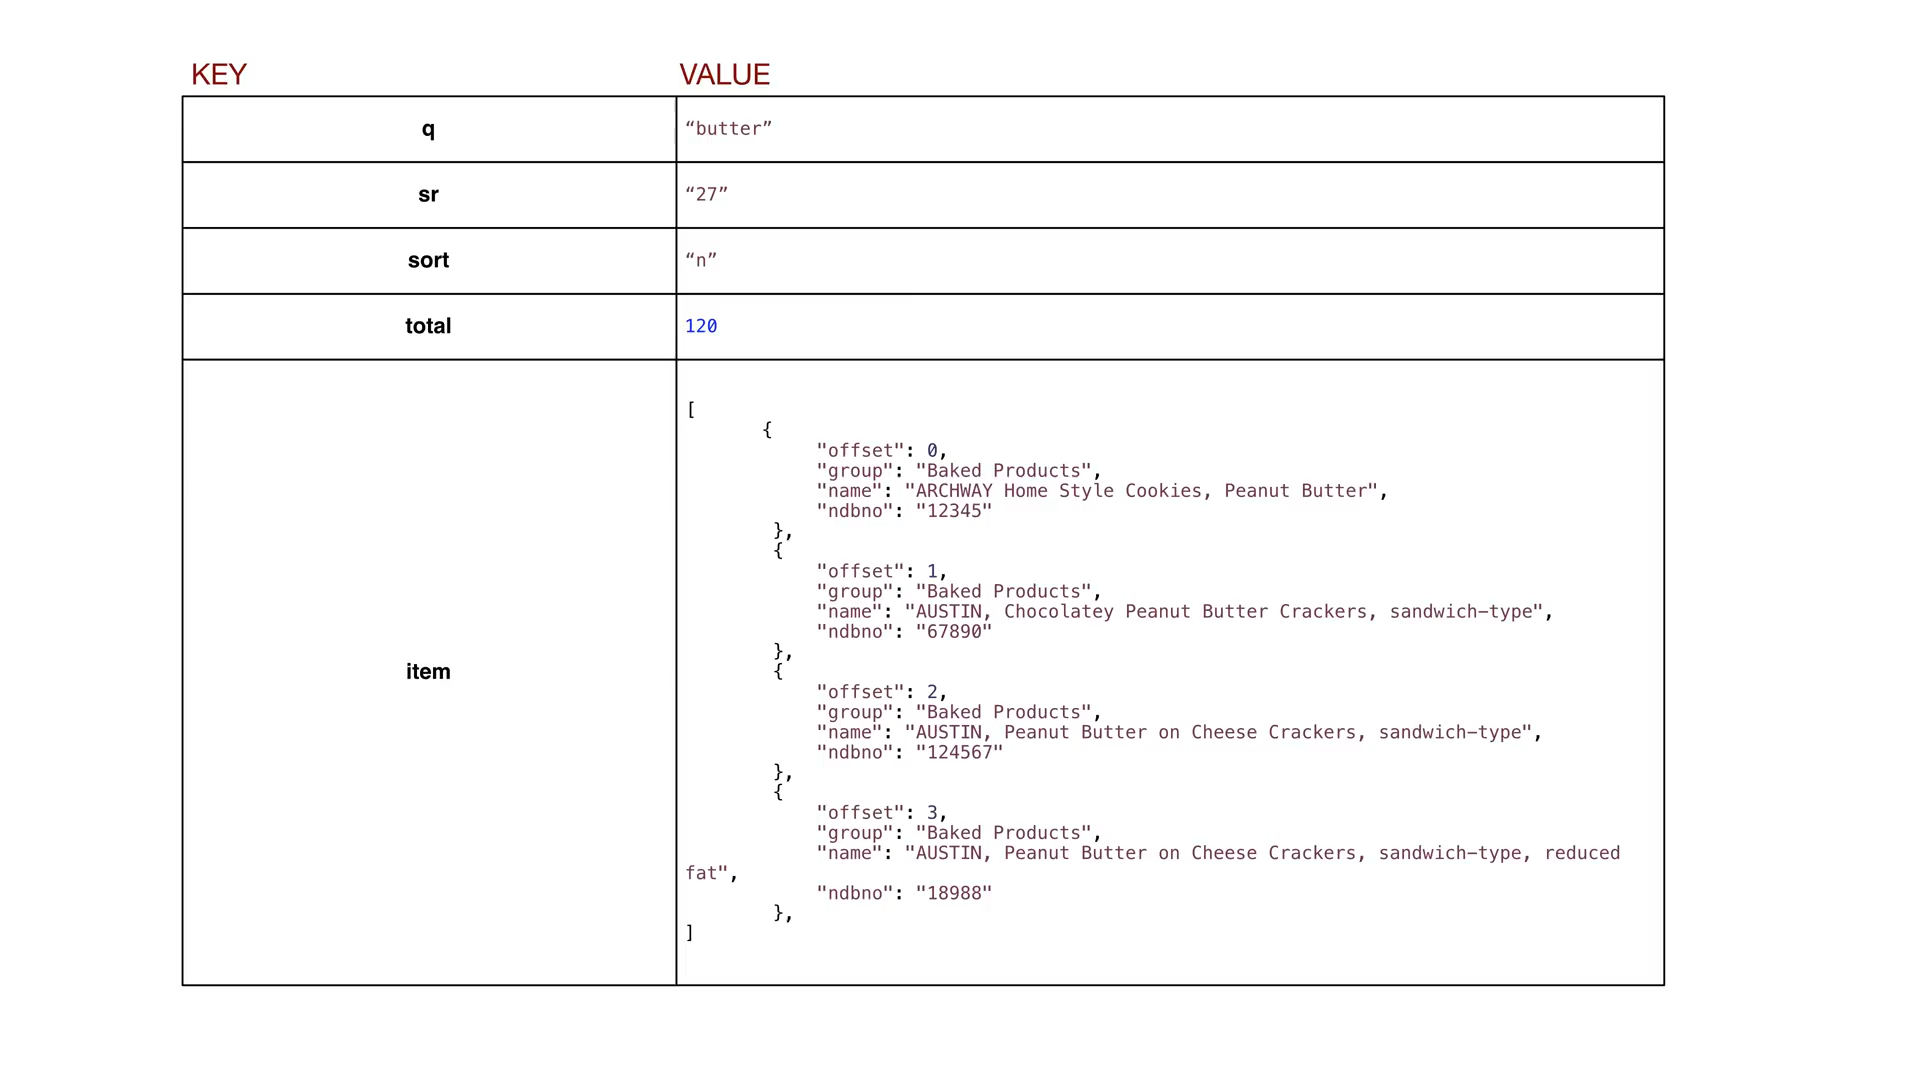 KEY VALUE
q “butter”
sr “27”
sort “n”
total 120
item
[
{
"offset": 0,
"group": "Baked Products",
"name": "ARCHWAY Home Style Cookies, Peanut Butter",
"ndbno": "12345"
},
{
"offset": 1,
"group": "Baked Products",
"name": "AUSTIN, Chocolatey Peanut Butter Crackers, sandwich-type",
"ndbno": "67890"
},
{
"offset": 2,
"group": "Baked Products",
"name": "AUSTIN, Peanut Butter on Cheese Crackers, sandwich-type",
"ndbno": "124567"
},
{
"offset": 3,
"group": "Baked Products",
"name": "AUSTIN, Peanut Butter on Cheese Crackers, sandwich-type, reduced
fat",
"ndbno": "18988"
},
]